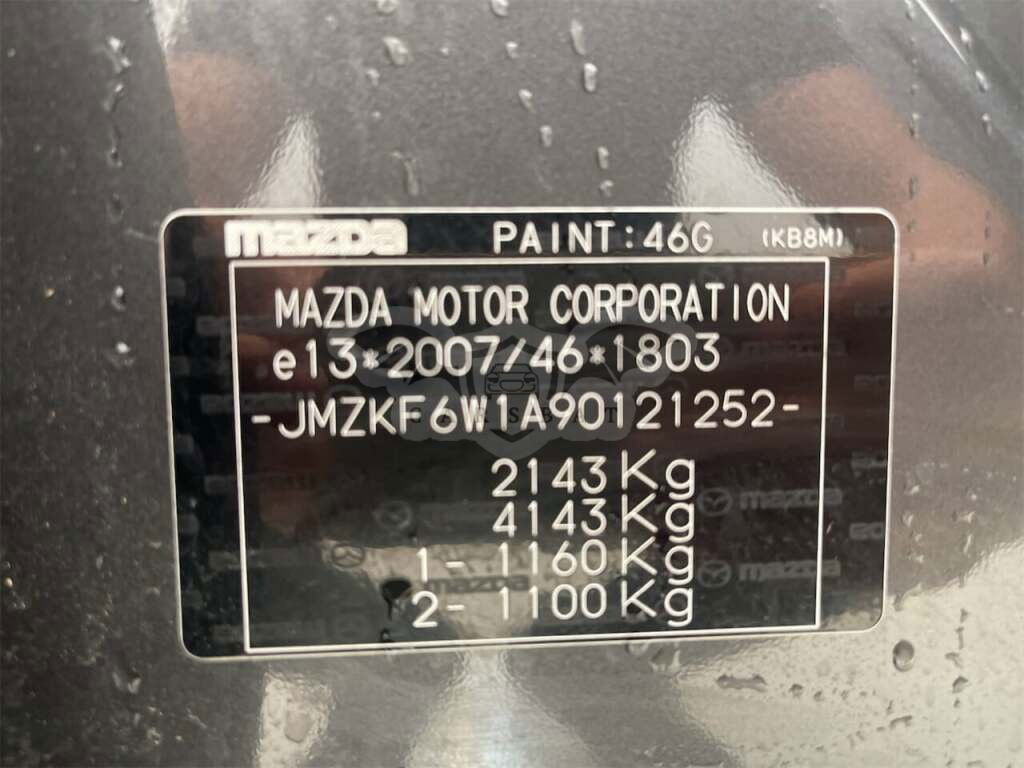 mazda PAINT:46G (KB8M)
MAZDA MOTOR CORPORATION
e13*2007/46*1803
-JMZKF6W1A90121252-
2143Kg
4143Kg
1- 1160Kg
2- 1100Kg